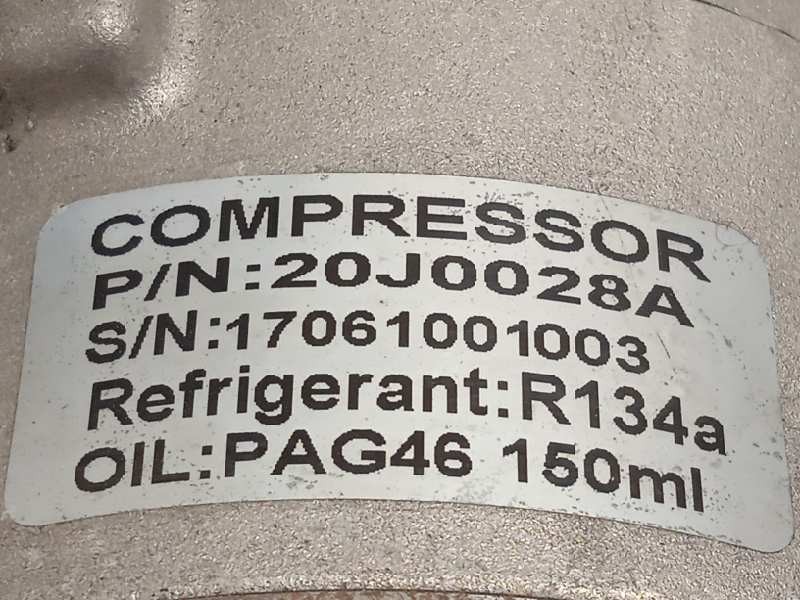 COMPRESSOR
P/N:20J0028A
S/N:17061001003
Refrigerant:R134a
OIL:PAG46 150ml